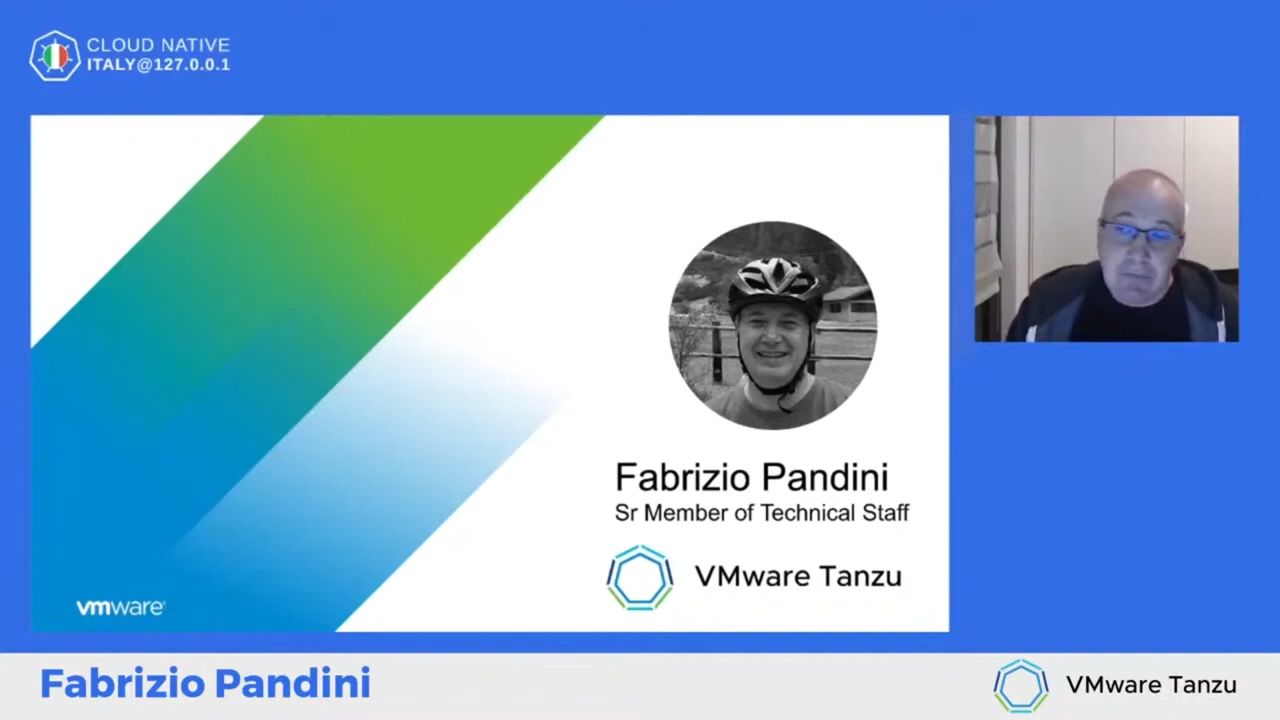 CLOUD NATIVE
ITALY@127.0.0.1
Fabrizio Pandini
Sr Member of Technical Staff
VMware Tanzu
vmware
Fabrizio Pandini
VMware Tanzu